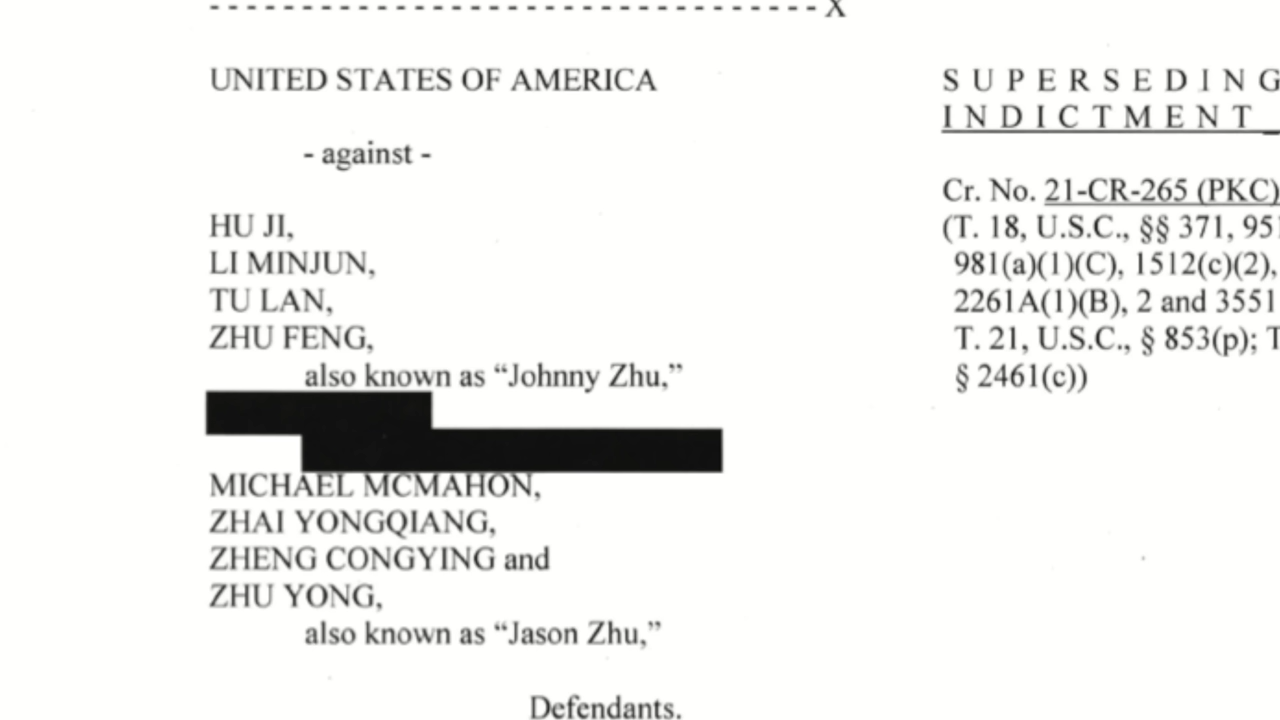 - - - - - - - - - - - - - - - - - - - - - - - - - - - - - - - - - X
UNITED STATES OF AMERICA
- against -
HU JI,
LI MINJUN,
TU LAN,
ZHU FENG,
also known as “Johnny Zhu,”
MICHAEL MCMAHON,
ZHAI YONGQIANG,
ZHENG CONGYING and
ZHU YONG,
also known as “Jason Zhu,”
Defendants.
S U P E R S E D I N G
I N D I C T M E N T
Cr. No. 21-CR-265 (PKC)
(T. 18, U.S.C., §§ 371, 951
981(a)(1)(C), 1512(c)(2),
2261A(1)(B), 2 and 3551
T. 21, U.S.C., § 853(p); T
§ 2461(c))